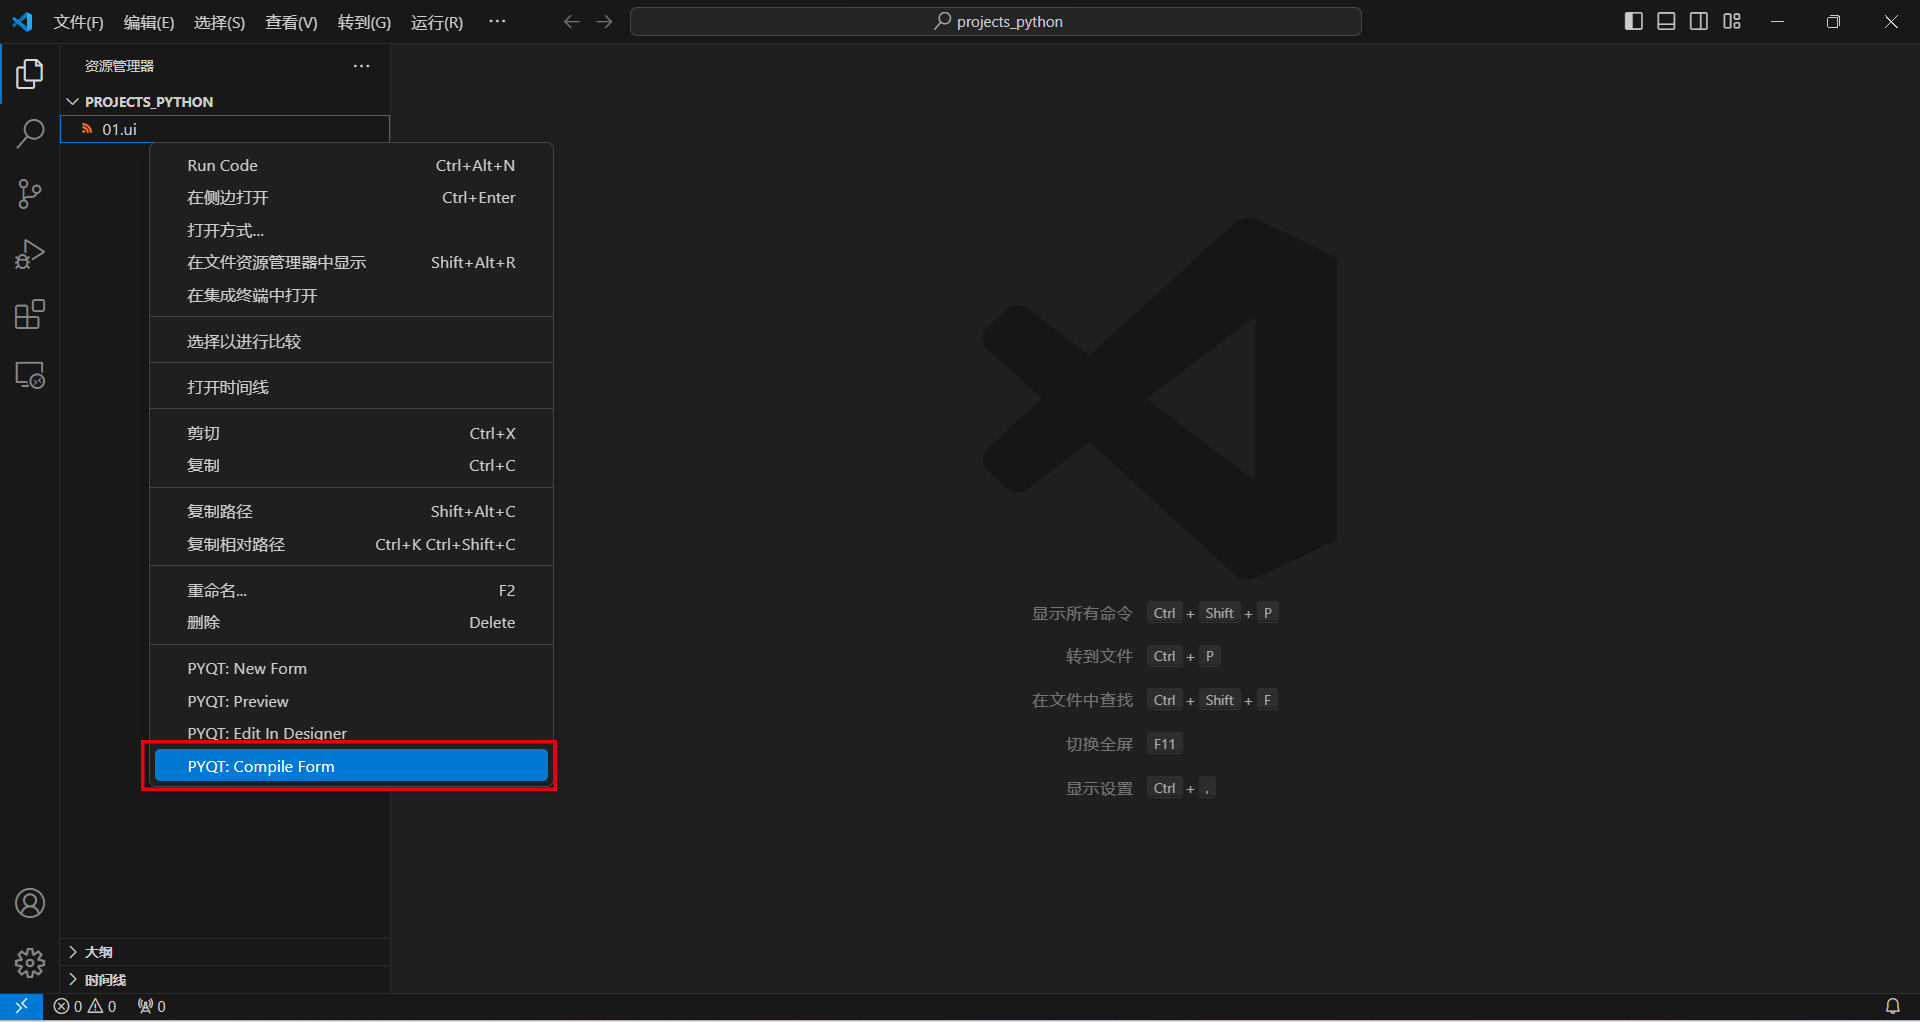 文件(F) 编辑(E) 选择(S) 查看(V) 转到(G) 运行(R) ··· projects_python
资源管理器 ···
PROJECTS_PYTHON
01.ui
Run Code Ctrl+Alt+N
在侧边打开 Ctrl+Enter
打开方式...
在文件资源管理器中显示 Shift+Alt+R
在集成终端中打开
选择以进行比较
打开时间线
剪切 Ctrl+X
复制 Ctrl+C
复制路径 Shift+Alt+C
复制相对路径 Ctrl+K Ctrl+Shift+C
重命名... F2
删除 Delete
PYQT: New Form
PYQT: Preview
PYQT: Edit In Designer
PYQT: Compile Form
显示所有命令 Ctrl + Shift + P
转到文件 Ctrl + P
在文件中查找 Ctrl + Shift + F
切换全屏 F11
显示设置 Ctrl + ,
大纲
时间线
0 0 0